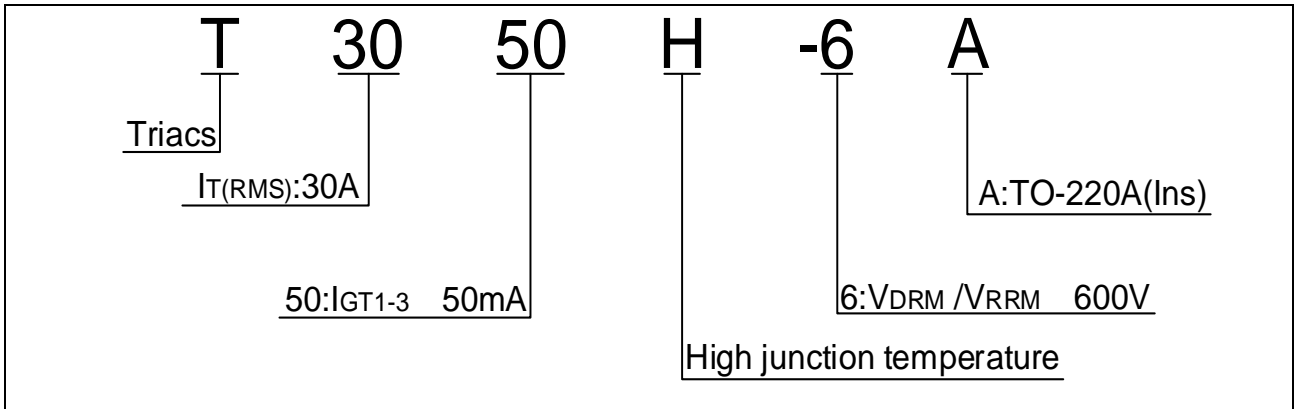 T 30 50 H -6 A
Triacs
IT(RMS):30A
A:TO-220A(Ins)
50:IGT1-3 50mA
6:VDRM /VRRM 600V
High junction temperature